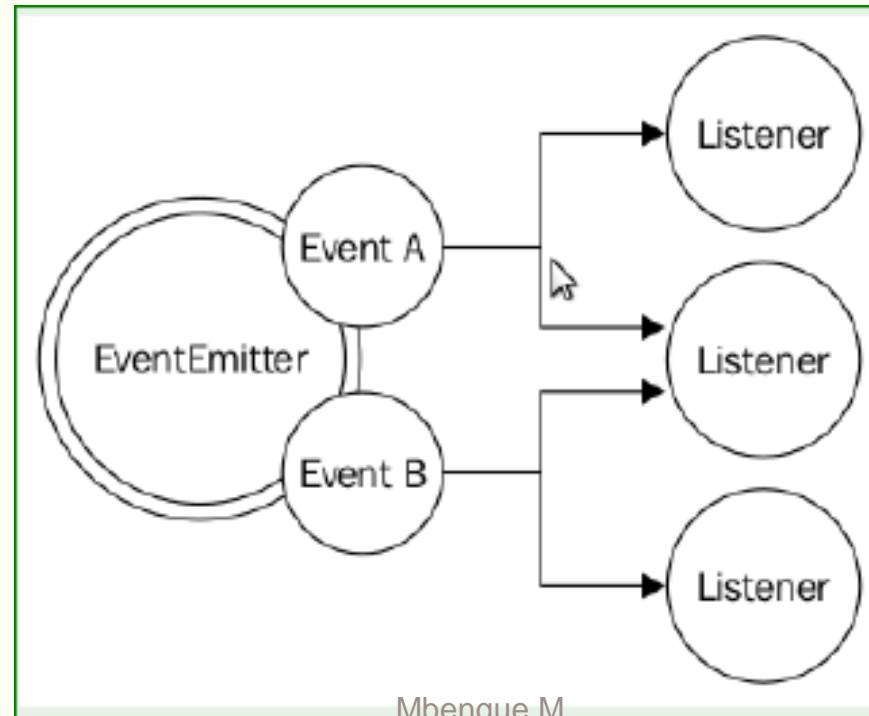 Listener
Event A
EventEmitter
Listener
Event B
Listener
Mbengue M